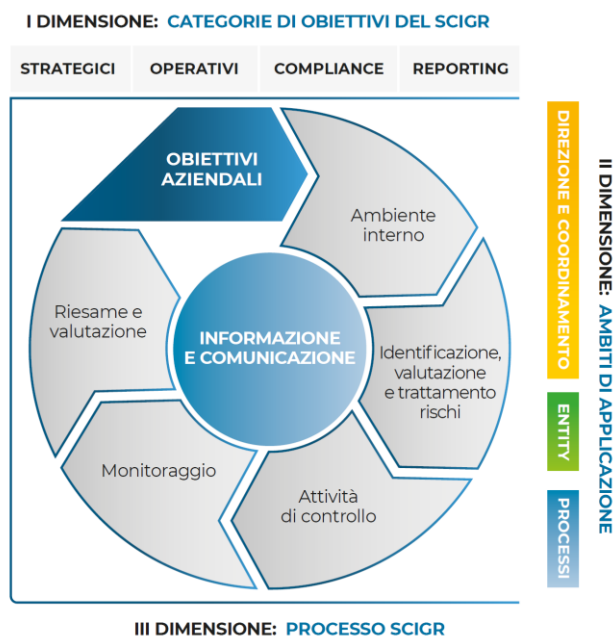 I DIMENSIONE: CATEGORIE DI OBIETTIVI DEL SCIGR
STRATEGICI OPERATIVI COMPLIANCE REPORTING
OBIETTIVI
AZIENDALI
Ambiente
interno
Identificazione,
valutazione
e trattamento
rischi
Attività
di controllo
Monitoraggio
Riesame e
valutazione
INFORMAZIONE
E COMUNICAZIONE
DIREZIONE E COORDINAMENTO
ENTITY
PROCESSI
II DIMENSIONE: AMBITI DI APPLICAZIONE
III DIMENSIONE: PROCESSO SCIGR